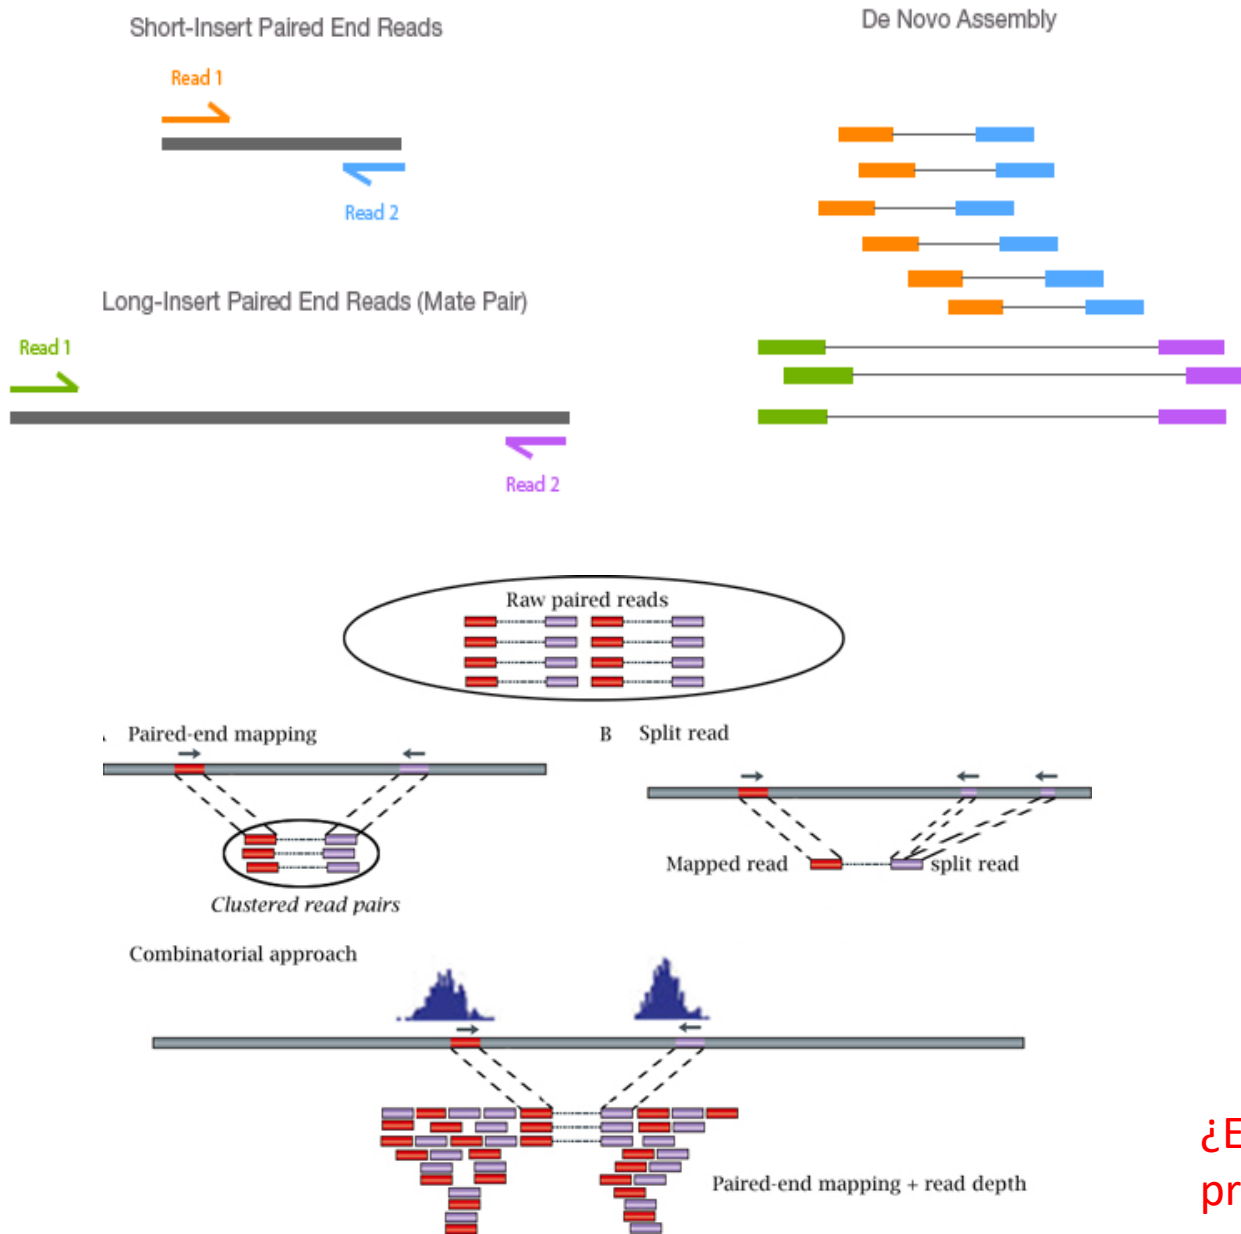 Short-Insert Paired End Reads
Read 1
Read 2
Long-Insert Paired End Reads (Mate Pair)
Read 1
Read 2
De Novo Assembly
Raw paired reads
Paired-end mapping
Clustered read pairs
B Split read
Mapped read
split read
Combinatorial approach
Paired-end mapping + read depth